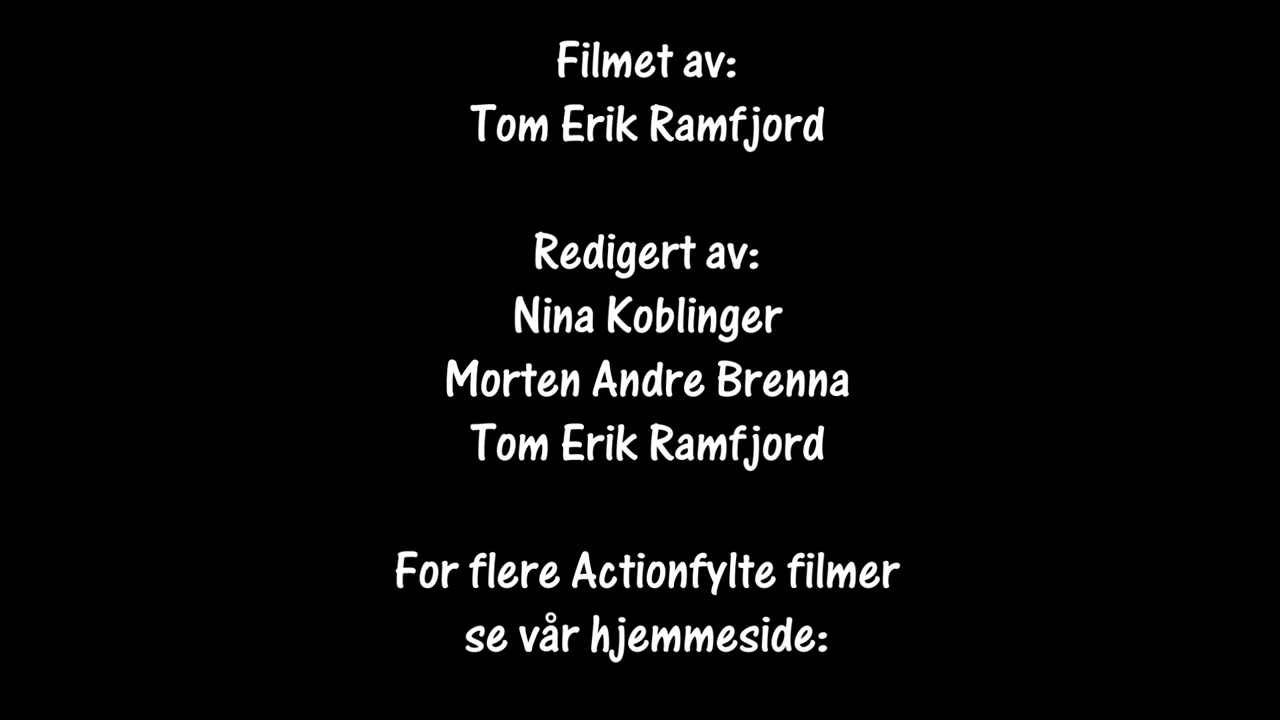 Filmet av:
Tom Erik Ramfjord
Redigert av:
Nina Koblinger
Morten Andre Brenna
Tom Erik Ramfjord
For flere Actionfylte filmer
se vår hjemmeside: